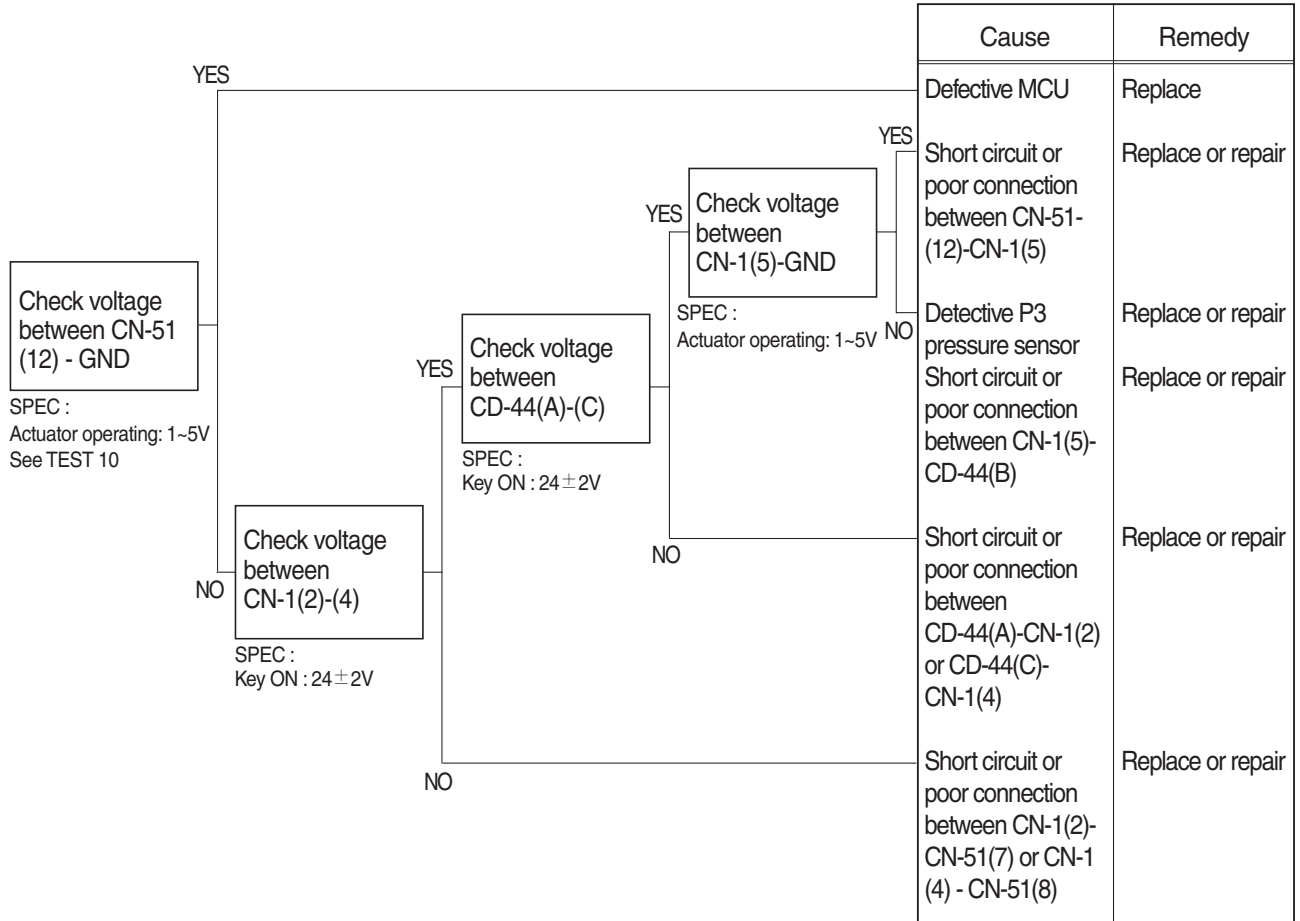 Cause
Remedy
YES
Defective MCU
Replace
YES
Short circuit or
poor connection
between CN-51-
(12)-CN-1(5)
Replace or repair
YES
Check voltage
between
CN-1(5)-GND
SPEC :
Actuator operating: 1~5V
NO
Detective P3
pressure sensor
Replace or repair
Short circuit or
poor connection
between CN-1(5)-
CD-44(B)
Replace or repair
Check voltage
between CN-51
(12) - GND
SPEC :
Actuator operating: 1~5V
See TEST 10
YES
Check voltage
between
CD-44(A)-(C)
SPEC :
Key ON : 24±2V
NO
Short circuit or
poor connection
between
CD-44(A)-CN-1(2)
or CD-44(C)-
CN-1(4)
Replace or repair
NO
Check voltage
between
CN-1(2)-(4)
SPEC :
Key ON : 24±2V
NO
Short circuit or
poor connection
between CN-1(2)-
CN-51(7) or CN-1
(4) - CN-51(8)
Replace or repair